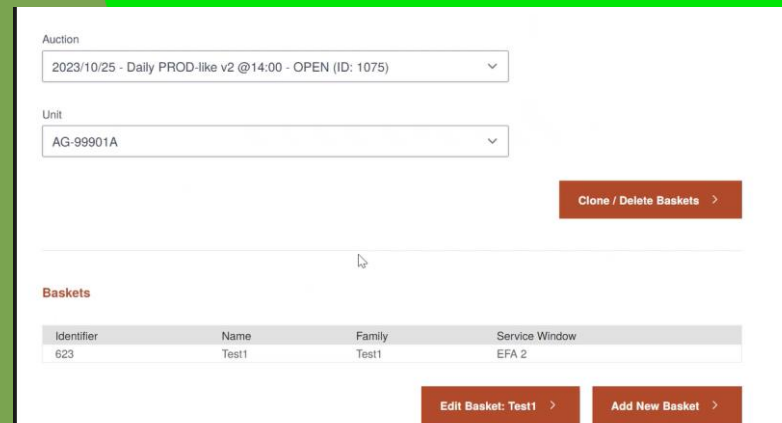 Auction
2023/10/25 - Daily PROD-like v2 @14:00 - OPEN (ID: 1075)
Unit
AG-99901A
Clone / Delete Baskets
Baskets
Identifier Name Family Service Window
623 Test1 Test1 EFA 2
Edit Basket: Test1 Add New Basket